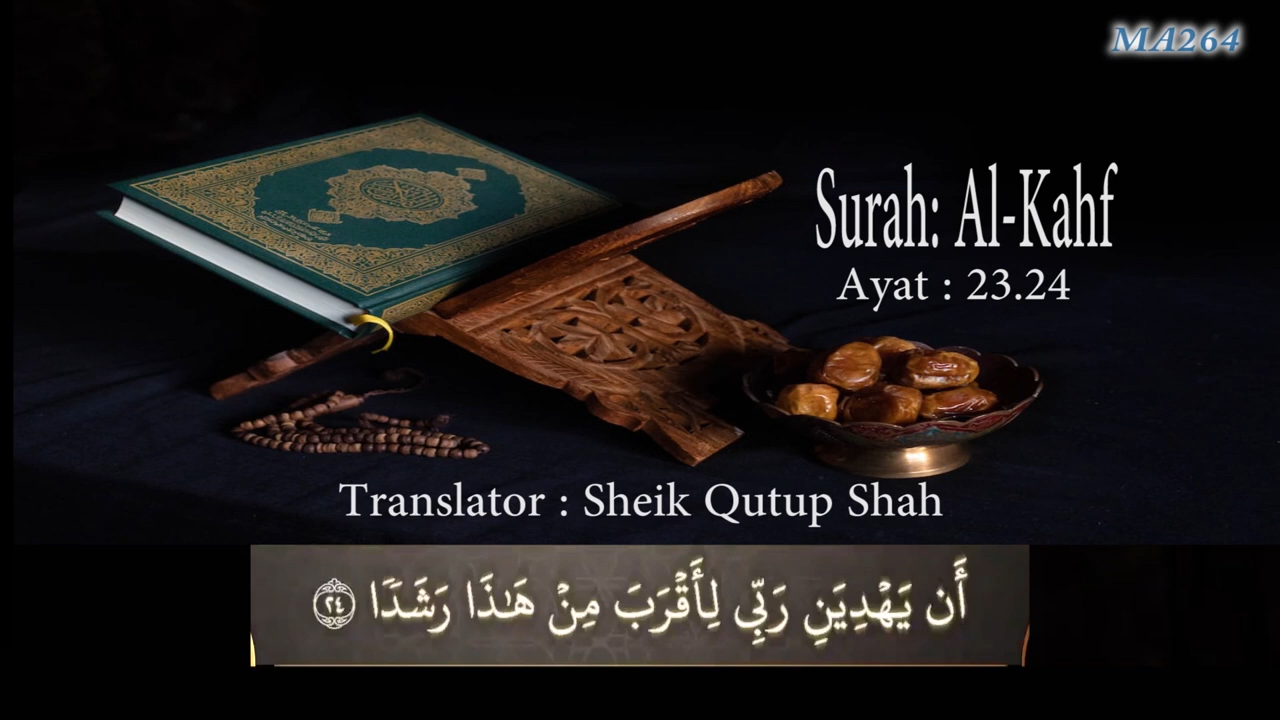 MA264
Surah: Al-Kahf
Ayat : 23.24
Translator : Sheik Qutup Shah
أَن يَهْدِيَنِ رَبِّى لِأَقْرَبَ مِنْ هَـٰذَا رَشَدًا ٢٤